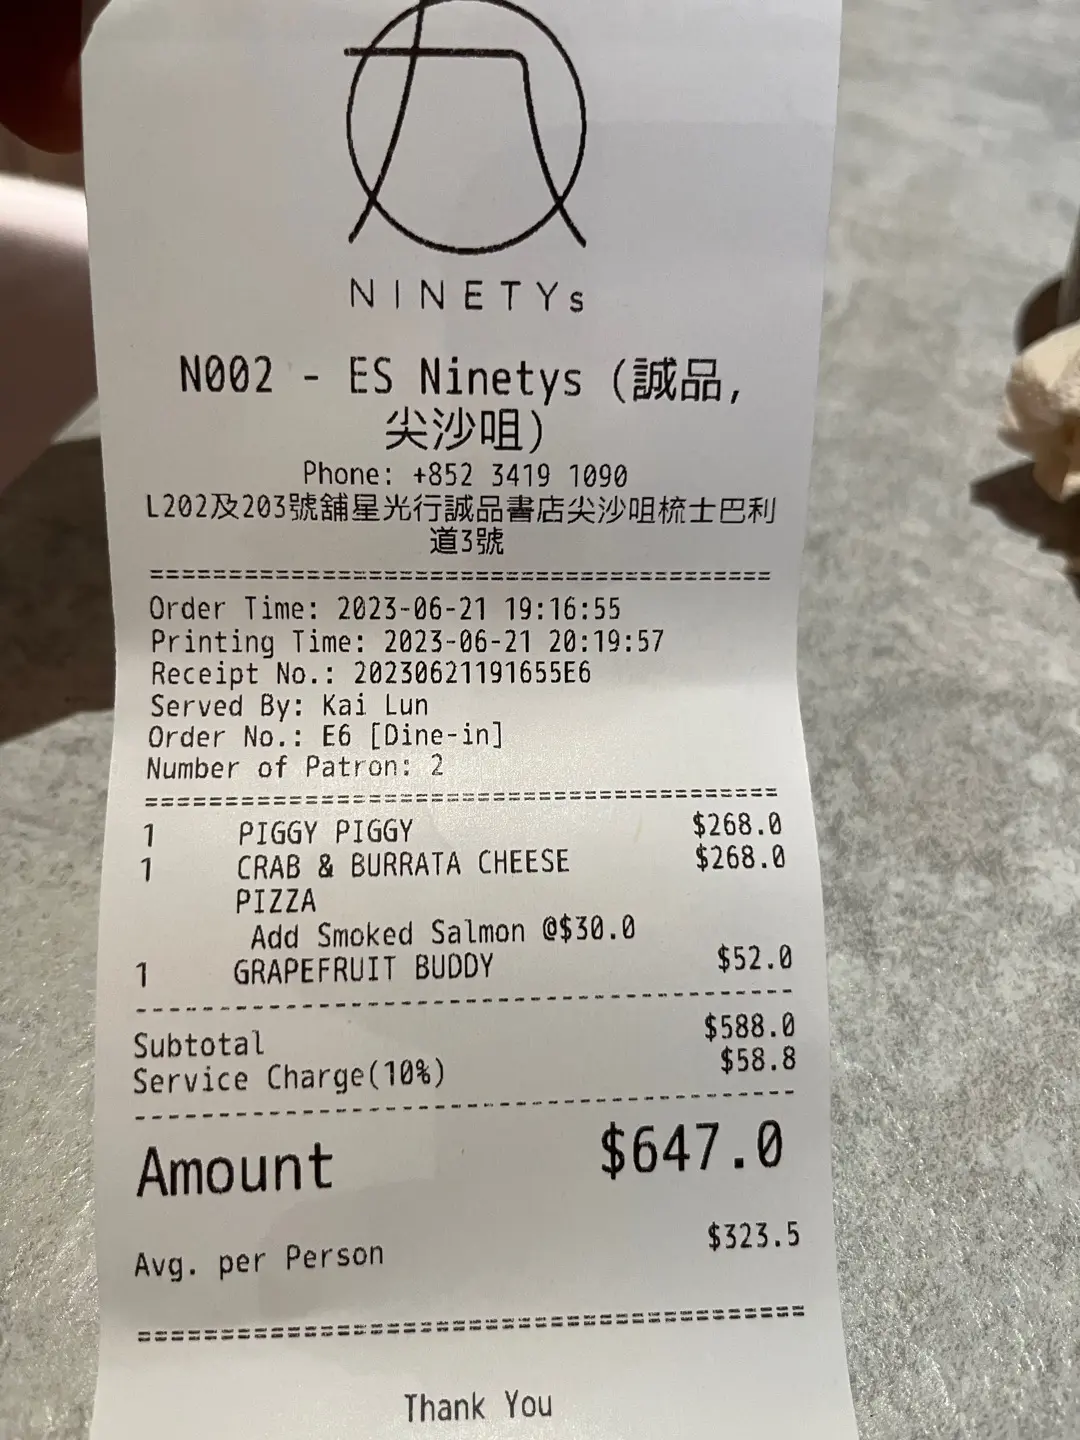 NINETYs
N002 - ES Ninetys (誠品,
尖沙咀)
Phone: +852 3419 1090
L202及203號舖星光行誠品書店尖沙咀梳士巴利
道3號
========================================
Order Time: 2023-06-21 19:16:55
Printing Time: 2023-06-21 20:19:57
Receipt No.: 20230621191655E6
Served By: Kai Lun
Order No.: E6 [Dine-in]
Number of Patron: 2
========================================
1 PIGGY PIGGY $268.0
1 CRAB & BURRATA CHEESE $268.0
PIZZA
Add Smoked Salmon @$30.0
1 GRAPEFRUIT BUDDY $52.0
----------------------------------------
Subtotal $588.0
Service Charge(10%) $58.8
----------------------------------------
Amount $647.0
Avg. per Person $323.5
========================================
Thank You